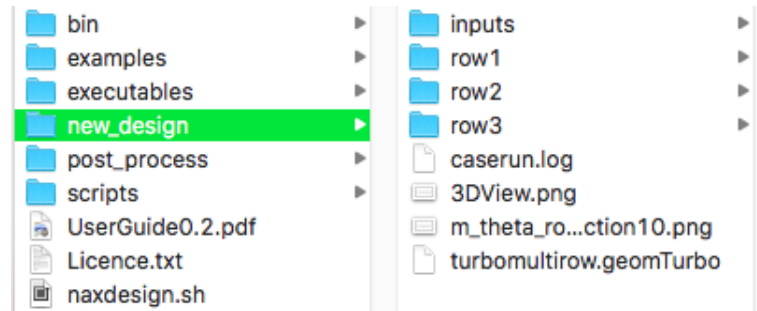 bin
examples
executables
new_design
post_process
scripts
UserGuide0.2.pdf
Licence.txt
naxdesign.sh
inputs
row1
row2
row3
caserun.log
3DView.png
m_theta_ro...ction10.png
turbomultirow.geomTurbo